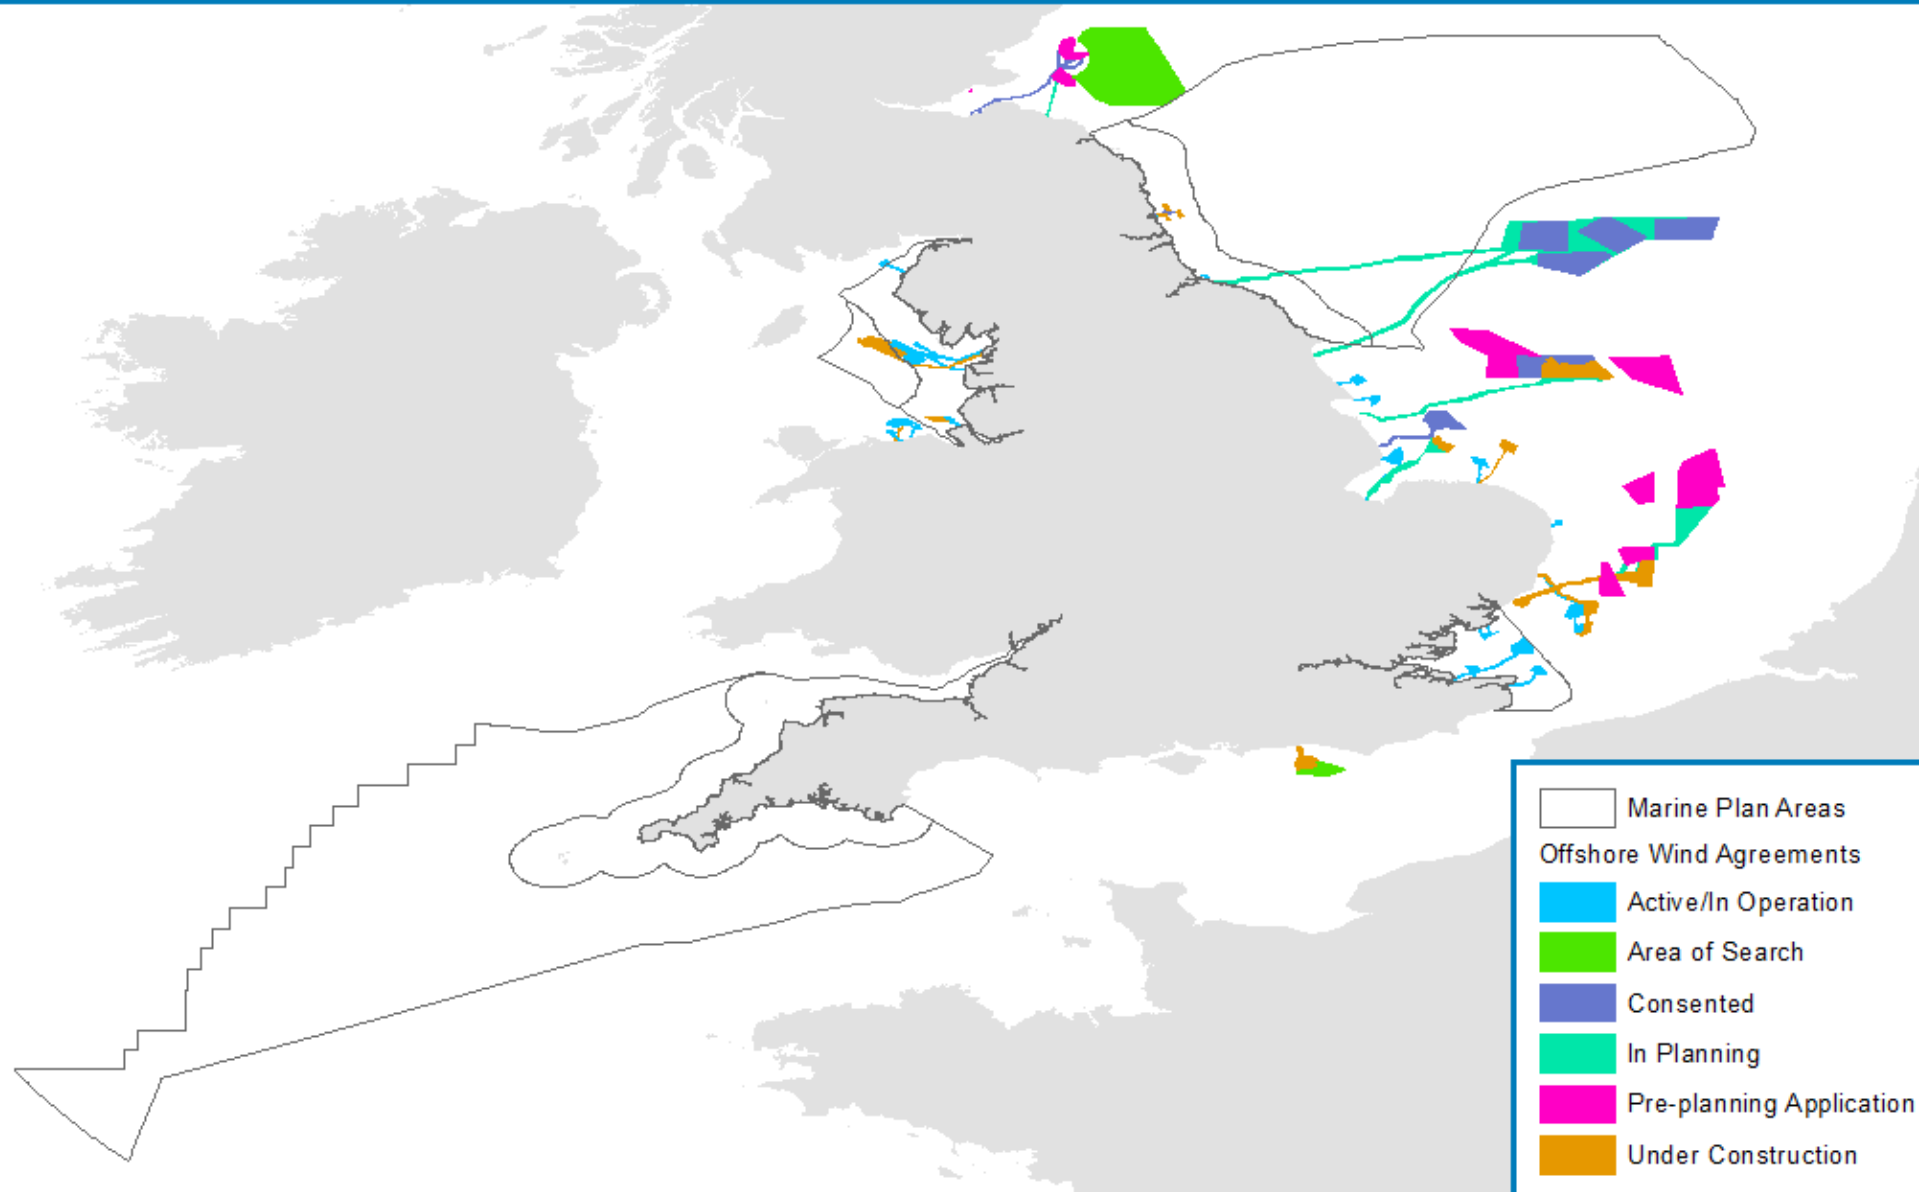 Marine Plan Areas
Offshore Wind Agreements
Active/In Operation
Area of Search
Consented
In Planning
Pre-planning Application
Under Construction